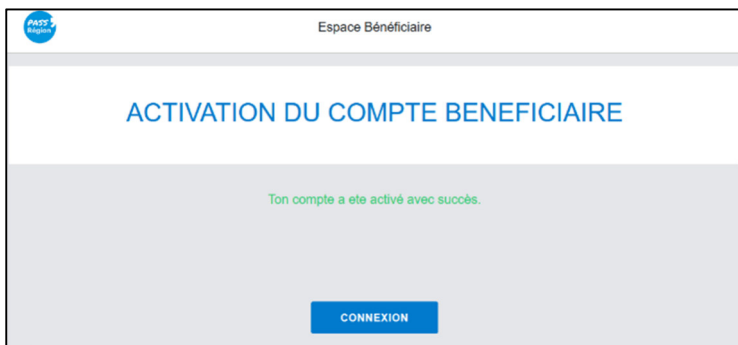 PASS'
Région
Espace Bénéficiaire
ACTIVATION DU COMPTE BENEFICIAIRE
Ton compte a ete activé avec succès.
CONNEXION